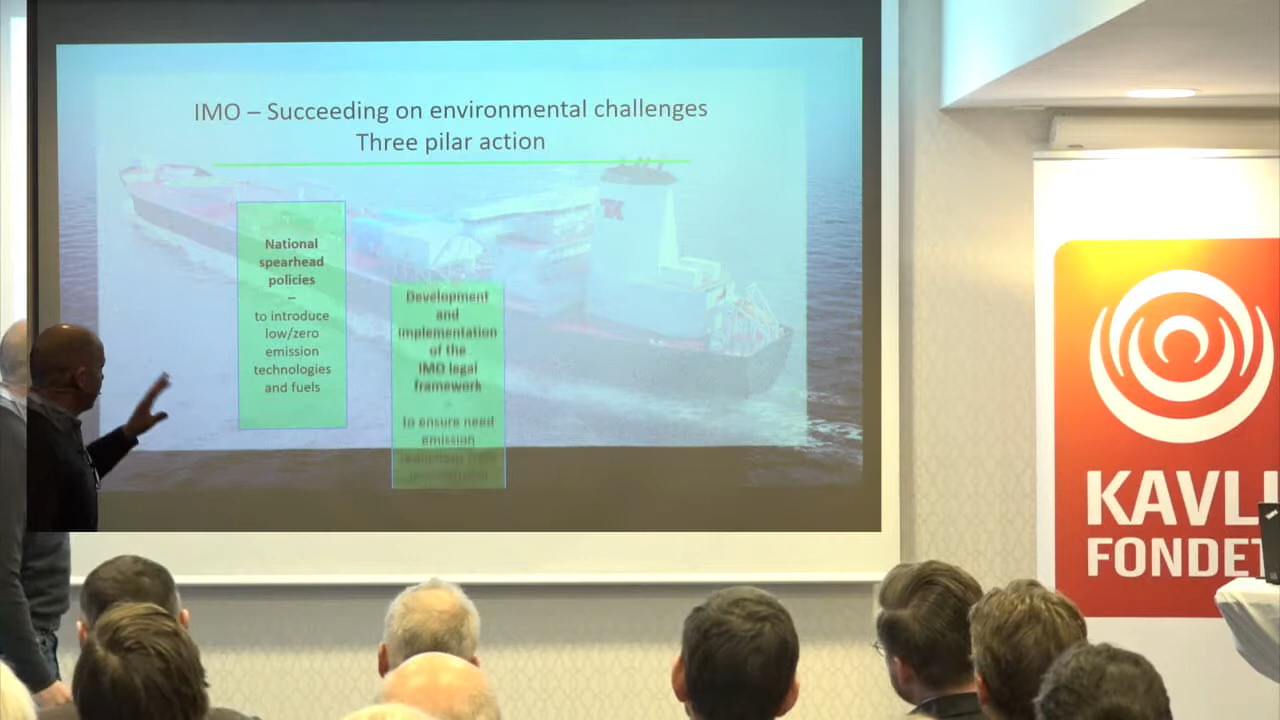 IMO – Succeeding on environmental challenges
Three pilar action
National
spearhead
policies
–
to introduce
low/zero
emission
technologies
and fuels
Development
and
implementation
of the
IMO legal
framework
to ensure need
emission
KAVLI
FONDET